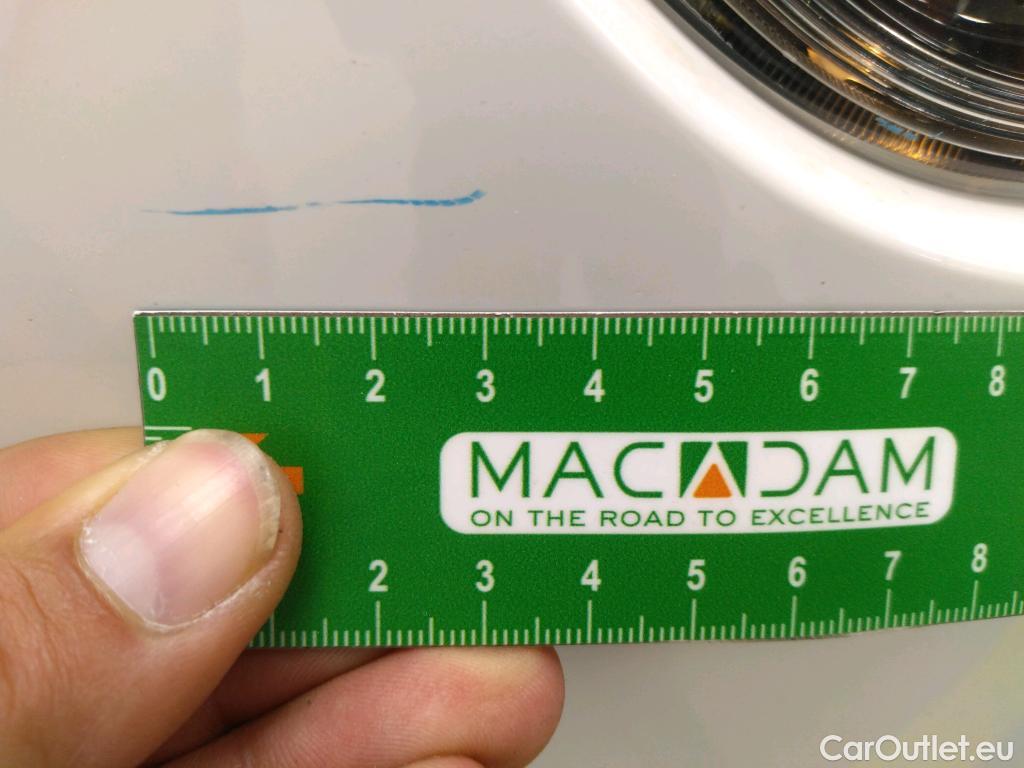 0 1 2 3 4 5 6 7 8
MACADAM
ON THE ROAD TO EXCELLENCE
2 3 4 5 6 7 8
CarOutlet.eu